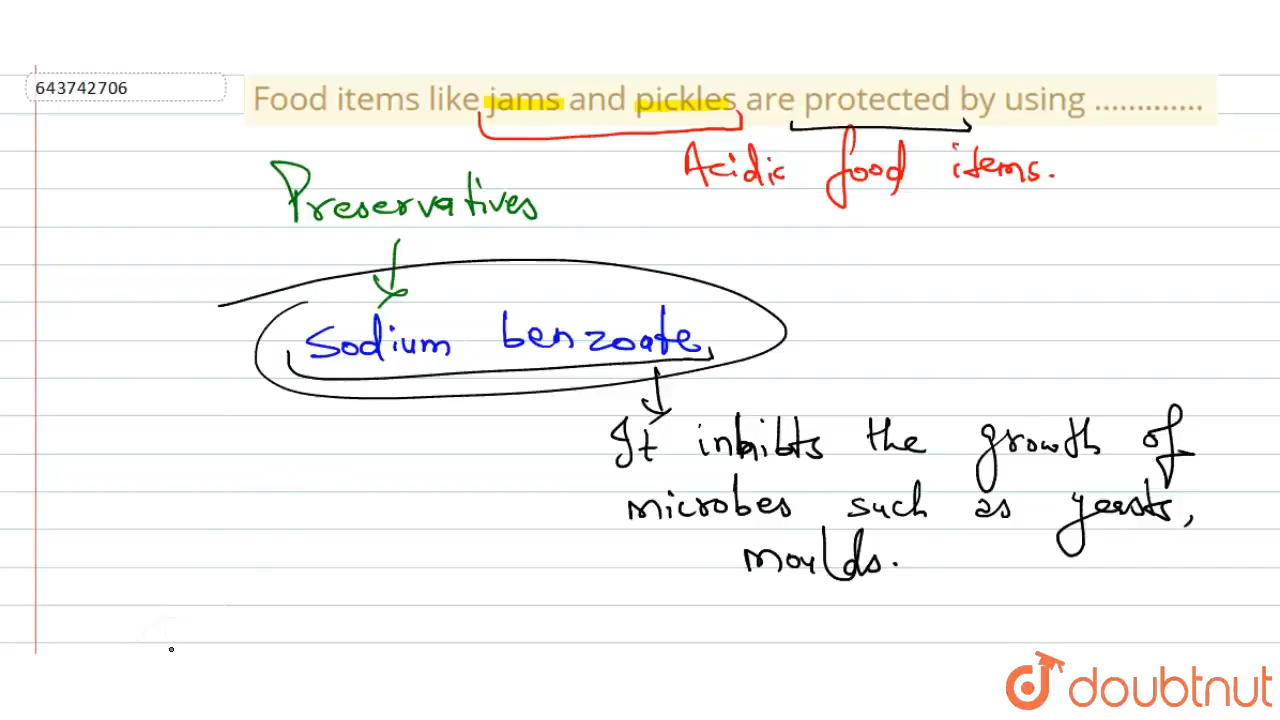 643742706
Food items like jams and pickles are protected by using .............
Acidic food items.
Preservatives
Sodium benzoate
It inhibits the growth of
microbes such as yeasts,
moulds.
doubtnut